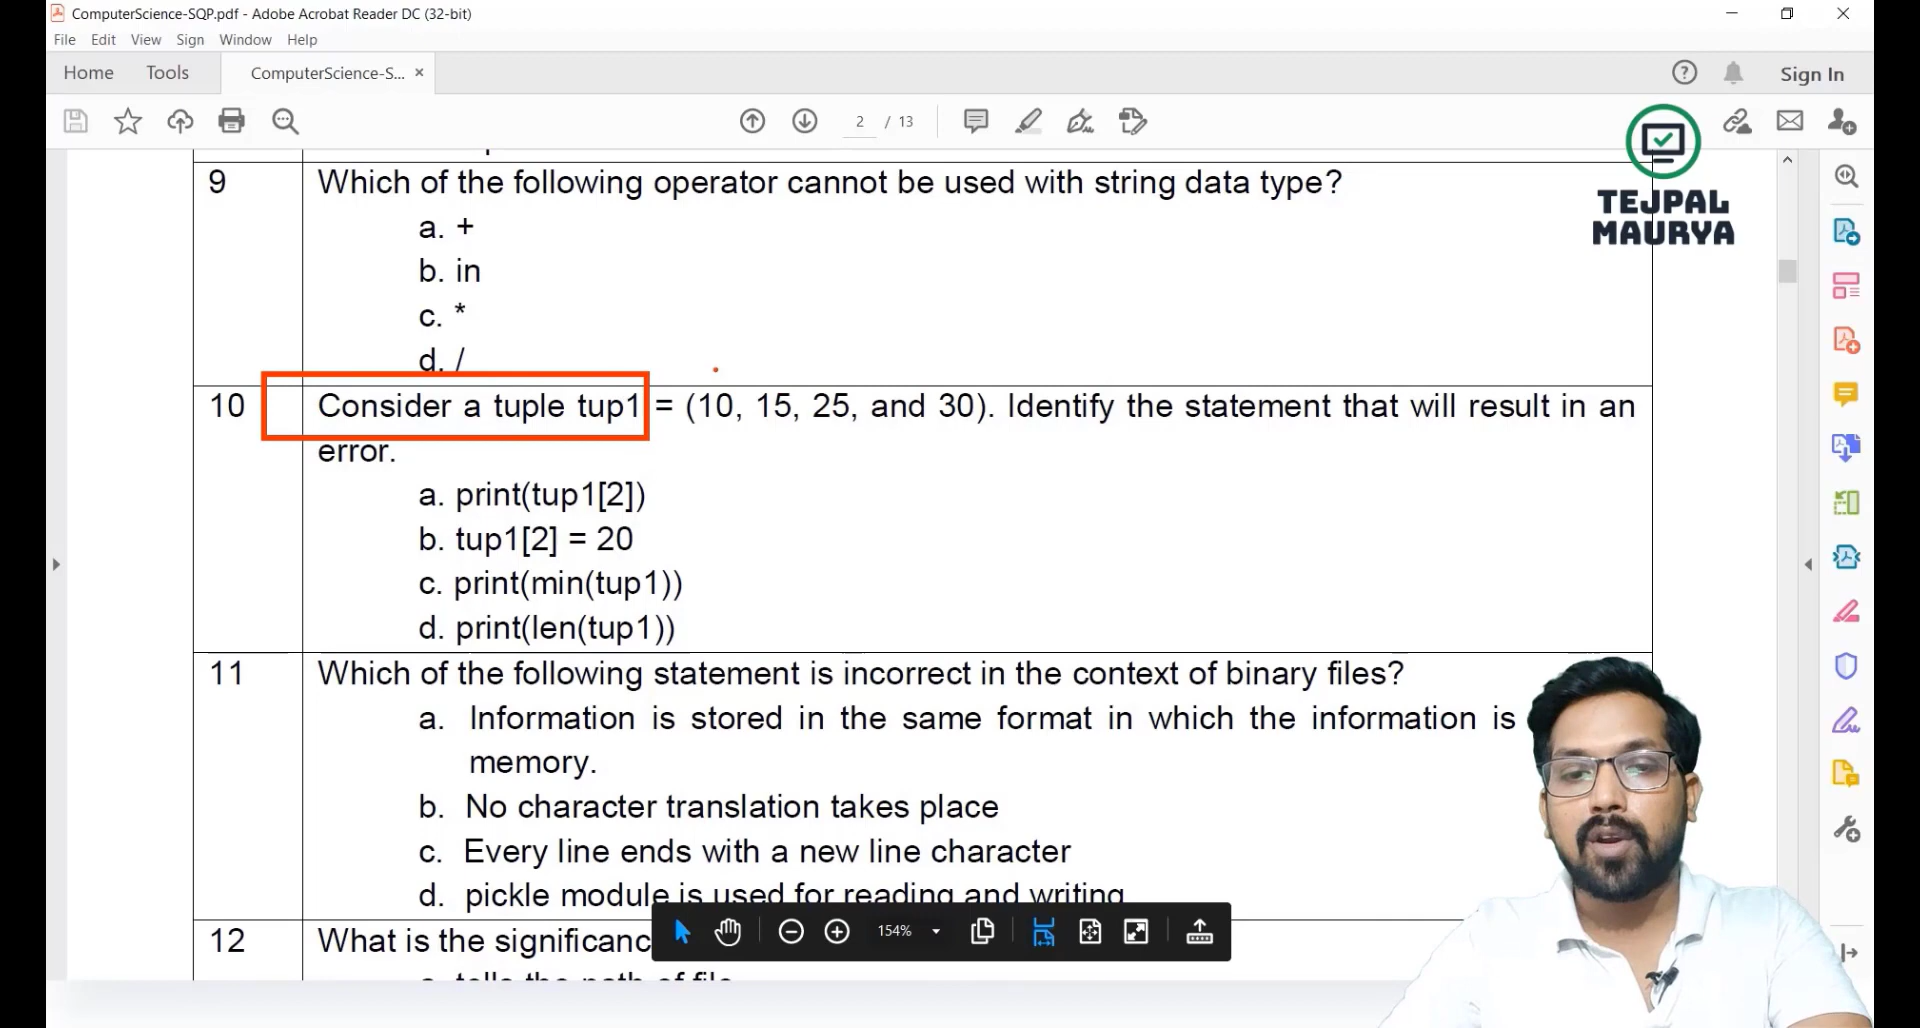 ComputerScience-SQP.pdf - Adobe Acrobat Reader DC (32-bit)
File Edit View Sign Window Help
Home Tools ComputerScience-S... × Sign In
2 / 13
TEJPAL
MAURYA
9 Which of the following operator cannot be used with string data type?
a. +
b. in
c. *
d. /
10 Consider a tuple tup1 = (10, 15, 25, and 30). Identify the statement that will result in an
error.
a. print(tup1[2])
b. tup1[2] = 20
c. print(min(tup1))
d. print(len(tup1))
11 Which of the following statement is incorrect in the context of binary files?
a. Information is stored in the same format in which the information is
memory.
b. No character translation takes place
c. Every line ends with a new line character
d. pickle module is used for reading and writing
12 What is the significanc
154%
a. tells the path of file